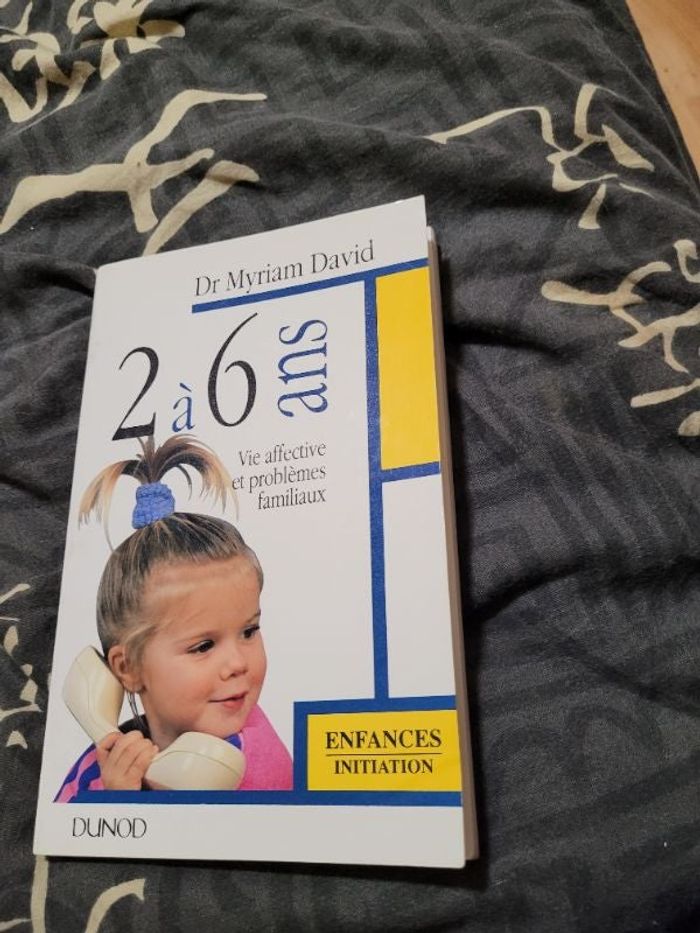 Dr Myriam David
2 à 6 ans
Vie affective
et problèmes
familiaux
ENFANCES
INITIATION
DUNOD